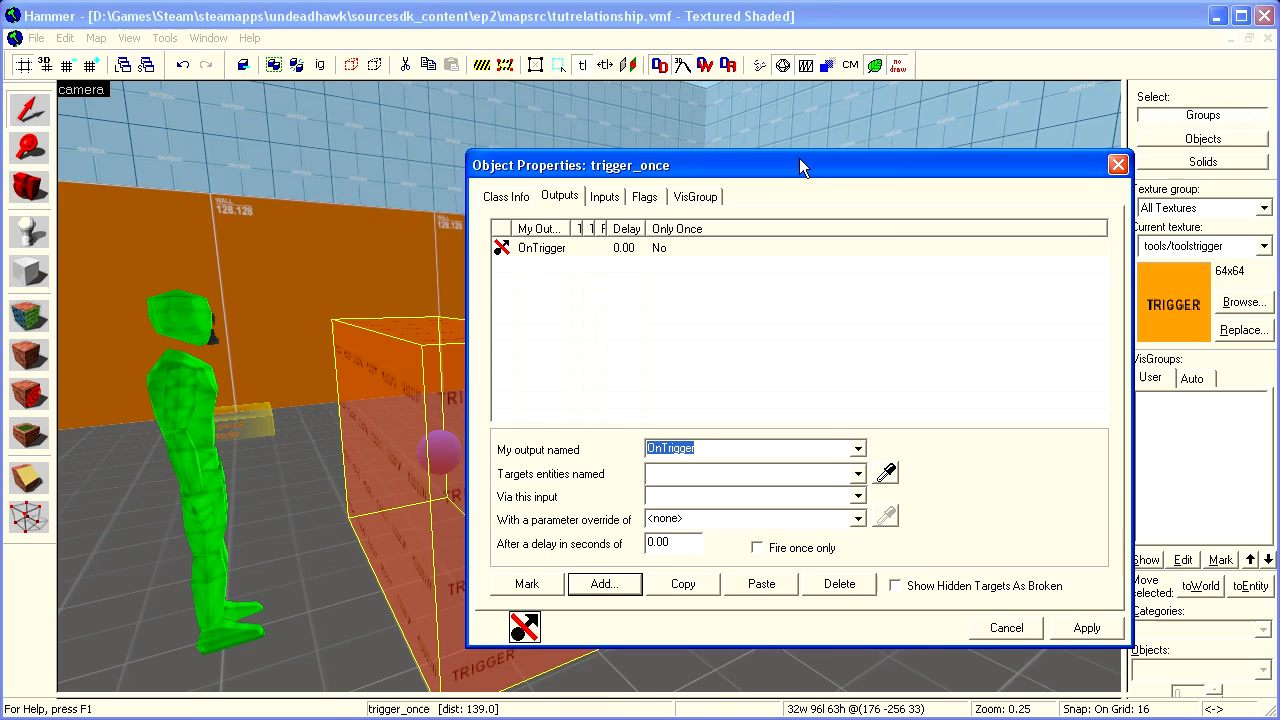 Hammer - [D:\Games\Steam\steamapps\undeadhawk\sourcesdk_content\ep2\mapsrc\tutrelationship.vmf - Textured Shaded]
File Edit Map View Tools Window Help
camera
Select:
Groups
Objects
Solids
Texture group:
All Textures
Current texture:
tools/toolstrigger
64x64
TRIGGER
Browse...
Replace...
VisGroups:
User Auto
Show Edit Mark
Move selected: toWorld toEntity
Categories:
Objects:
0
WALL
128.128
WALL
128.128
TRIGGER
TRIGGER
Object Properties: trigger_once
Class Info Outputs Inputs Flags VisGroup
My Out... T T F Delay Only Once
OnTrigger 0.00 No
My output named OnTrigger
Targets entities named
Via this input
With a parameter override of <none>
After a delay in seconds of 0.00 Fire once only
Mark Add... Copy Paste Delete Show Hidden Targets As Broken
Cancel Apply
For Help, press F1 trigger_once [dist: 139.0] 32w 96l 63h @(176 -256 33) Zoom: 0.25 Snap: On Grid: 16 <->